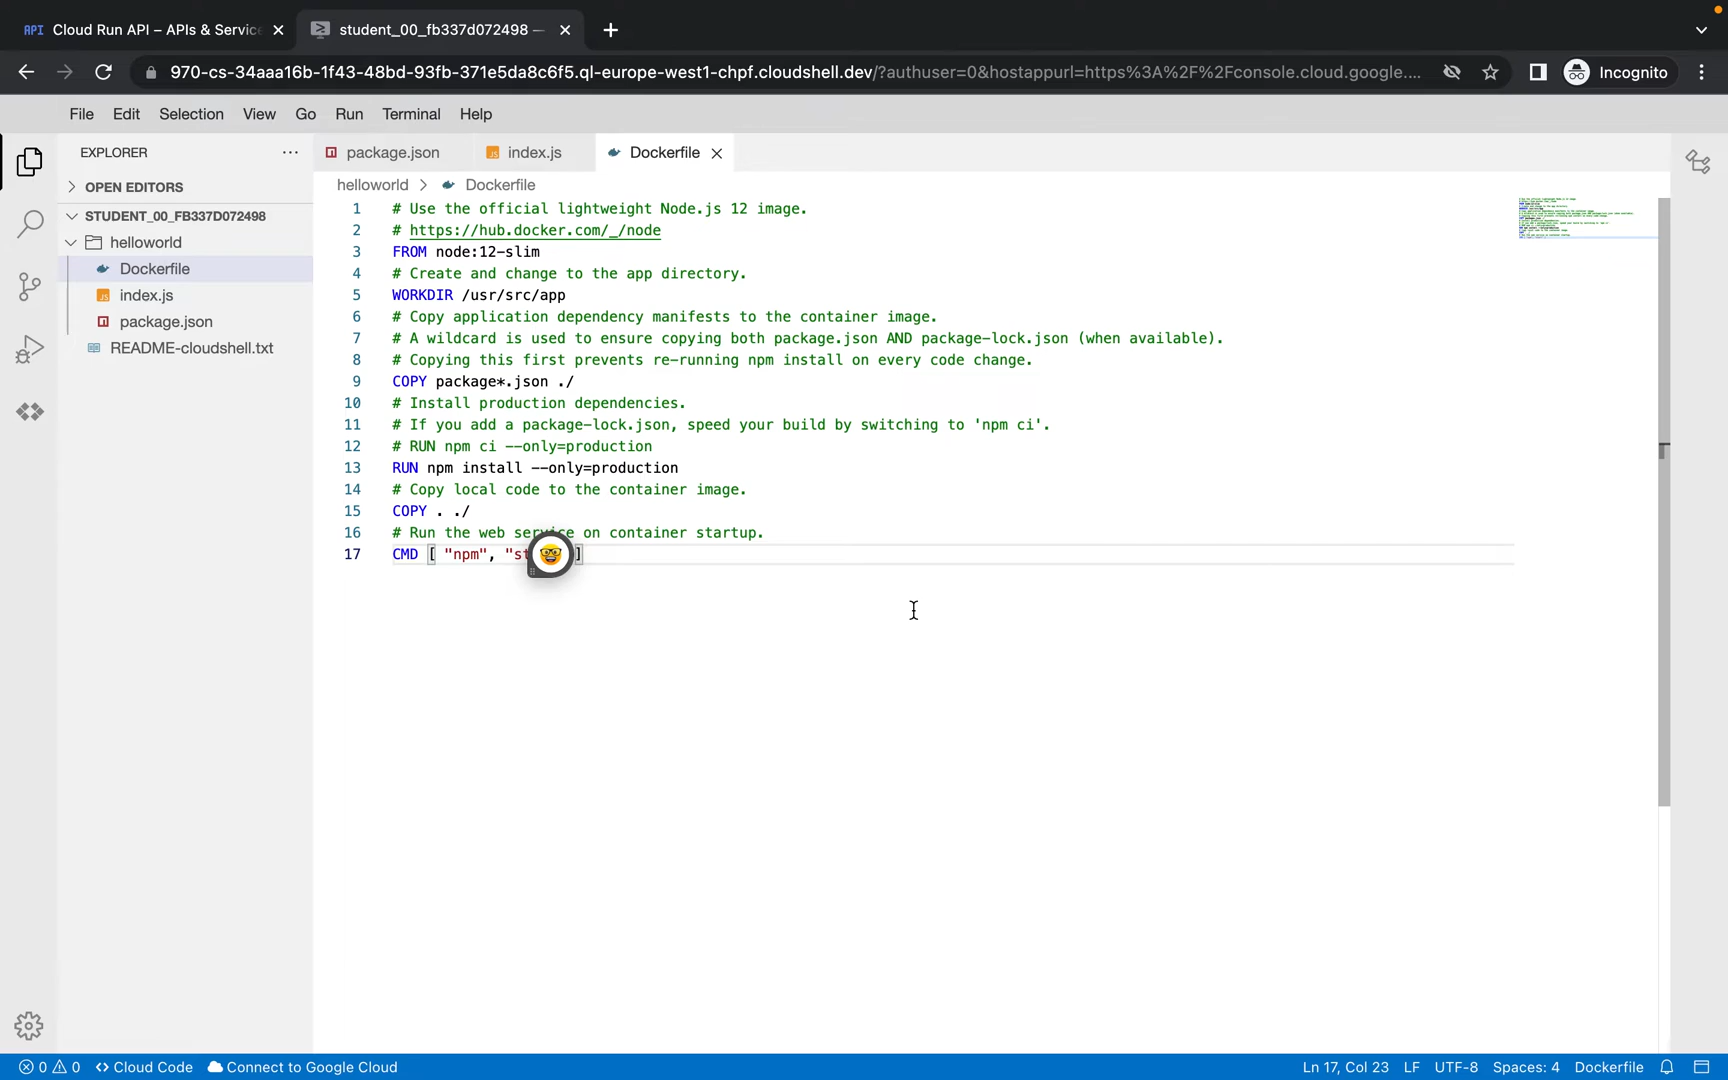 API Cloud Run API – APIs & Service
student_00_fb337d072498 —
970-cs-34aaa16b-1f43-48bd-93fb-371e5da8c6f5.ql-europe-west1-chpf.cloudshell.dev/?authuser=0&hostappurl=https%3A%2F%2Fconsole.cloud.google....
Incognito
File Edit Selection View Go Run Terminal Help
EXPLORER
OPEN EDITORS
STUDENT_00_FB337D072498
helloworld
Dockerfile
index.js
package.json
README-cloudshell.txt
package.json index.js Dockerfile
helloworld > Dockerfile
1 # Use the official lightweight Node.js 12 image.
2 # https://hub.docker.com/_/node
3 FROM node:12-slim
4 # Create and change to the app directory.
5 WORKDIR /usr/src/app
6 # Copy application dependency manifests to the container image.
7 # A wildcard is used to ensure copying both package.json AND package-lock.json (when available).
8 # Copying this first prevents re-running npm install on every code change.
9 COPY package*.json ./
10 # Install production dependencies.
11 # If you add a package-lock.json, speed your build by switching to 'npm ci'.
12 # RUN npm ci --only=production
13 RUN npm install --only=production
14 # Copy local code to the container image.
15 COPY . ./
16 # Run the web service on container startup.
17 CMD [ "npm", "st ]
0 0 Cloud Code Connect to Google Cloud
Ln 17, Col 23 LF UTF-8 Spaces: 4 Dockerfile